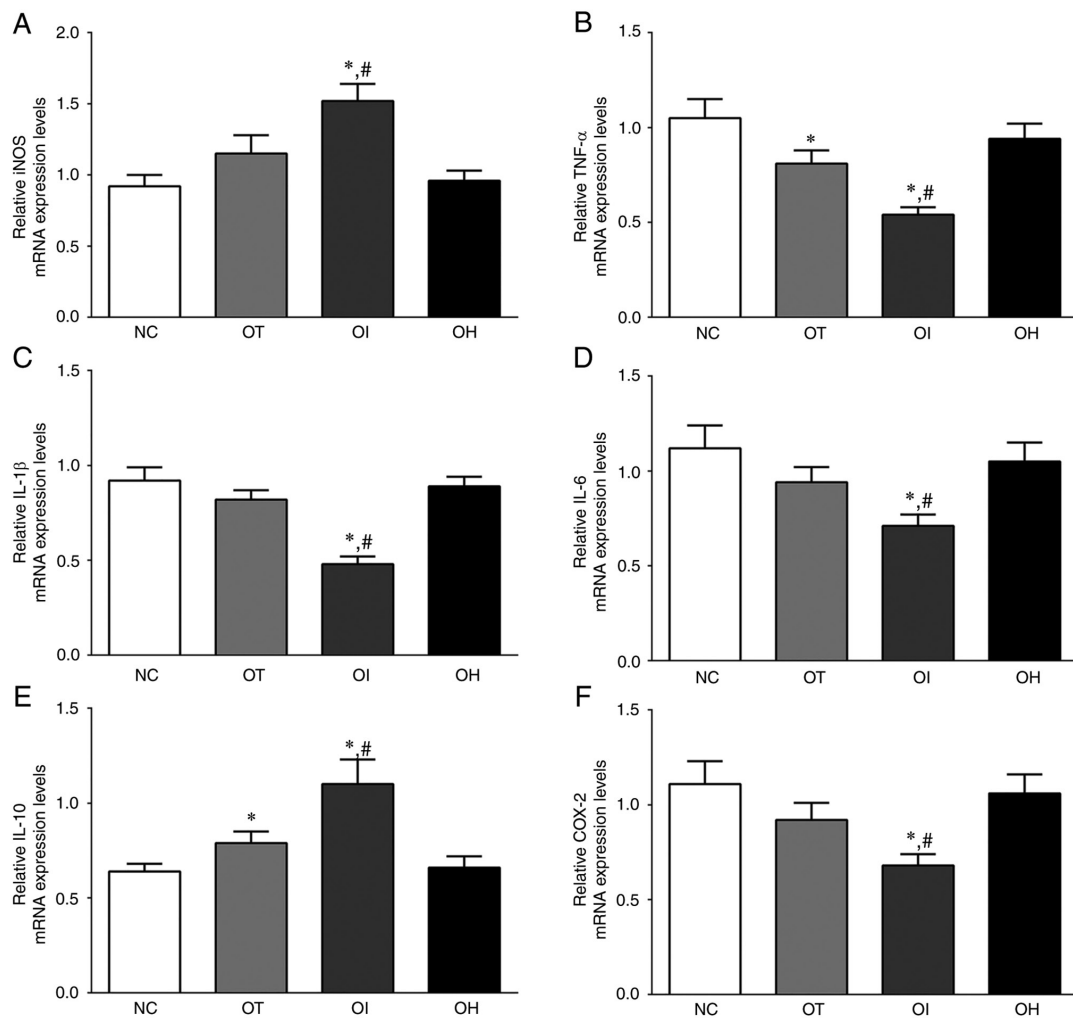 A
Relative iNOS
mRNA expression levels
2.0
1.5
1.0
0.5
0.0
*,#
NC OT OI OH
B
Relative TNF-α
mRNA expression levels
1.5
1.0
0.5
0.0
*
*,#
NC OT OI OH
C
Relative IL-1β
mRNA expression levels
1.5
1.0
0.5
0.0
*,#
NC OT OI OH
D
Relative IL-6
mRNA expression levels
1.5
1.0
0.5
0.0
*,#
NC OT OI OH
E
Relative IL-10
mRNA expression levels
1.5
1.0
0.5
0.0
*
*,#
NC OT OI OH
F
Relative COX-2
mRNA expression levels
1.5
1.0
0.5
0.0
*,#
NC OT OI OH